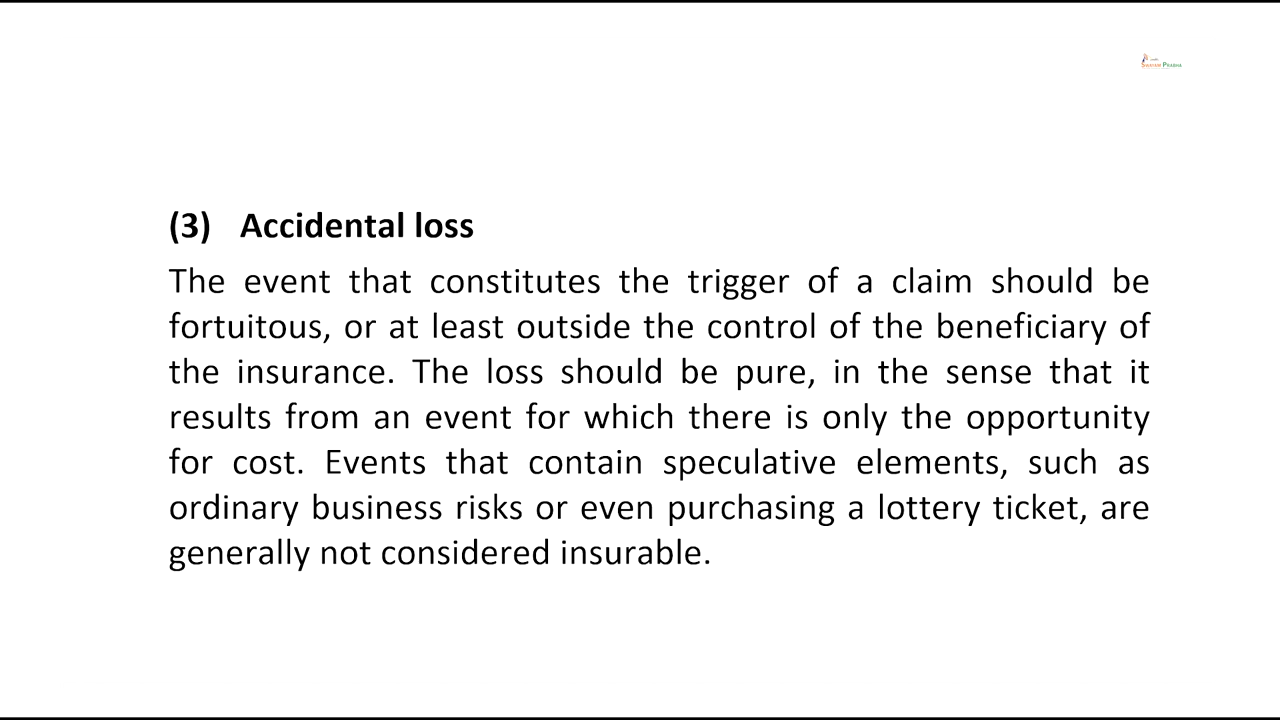 Swayam Prabha
(3) Accidental loss
The event that constitutes the trigger of a claim should be
fortuitous, or at least outside the control of the beneficiary of
the insurance. The loss should be pure, in the sense that it
results from an event for which there is only the opportunity
for cost. Events that contain speculative elements, such as
ordinary business risks or even purchasing a lottery ticket, are
generally not considered insurable.